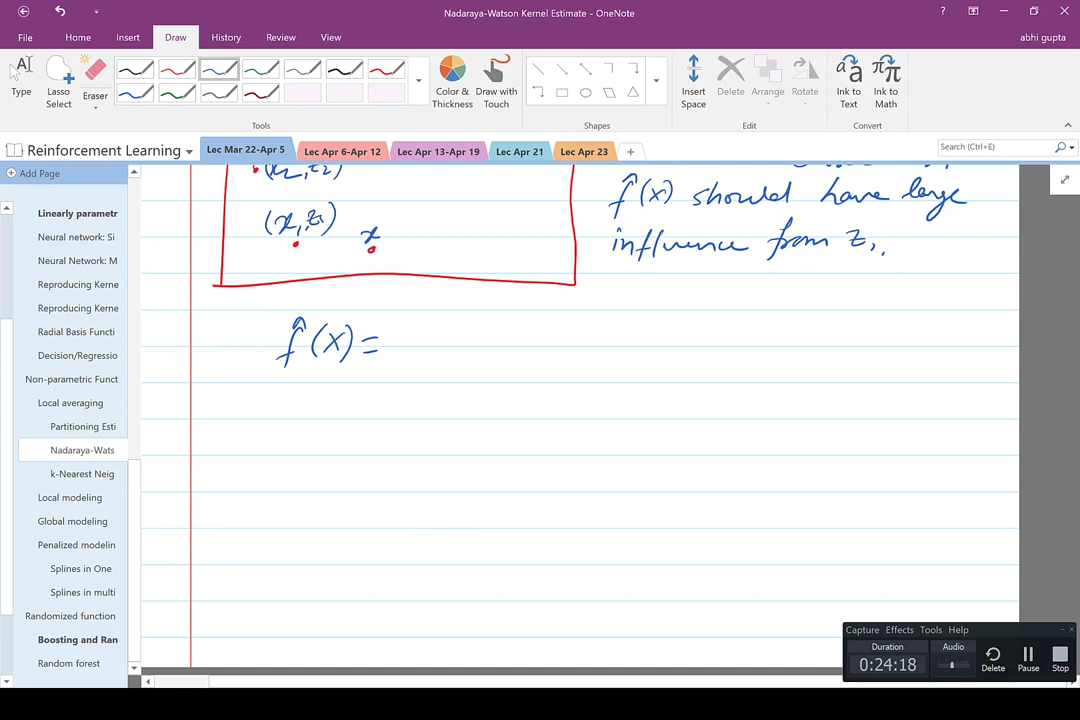 Nadaraya-Watson Kernel Estimate - OneNote
?
File Home Insert Draw History Review View
abhi gupta
Type
Lasso Select
Eraser
Color & Thickness
Draw with Touch
Insert Space
Delete
Arrange
Rotate
Ink to Text
Ink to Math
Tools
Shapes
Edit
Convert
Reinforcement Learning
Lec Mar 22-Apr 5
Lec Apr 6-Apr 12
Lec Apr 13-Apr 19
Lec Apr 21
Lec Apr 23
+
Search (Ctrl+E)
Add Page
Linearly parametr
Neural network: Si
Neural network: M
Reproducing Kerne
Reproducing Kerne
Radial Basis Functi
Decision/Regressio
Non-parametric Funct
Local averaging
Partitioning Esti
Nadaraya-Wats
k-Nearest Neig
Local modeling
Global modeling
Penalized modelin
Splines in One
Splines in multi
Randomized function
Boosting and Ran
Random forest
(x2, z2)
(x1, z1)
x
f̂(x) should have large
influence from z1,
f̂(x) =
Capture Effects Tools Help
Duration
0:24:18
Audio
Delete
Pause
Stop